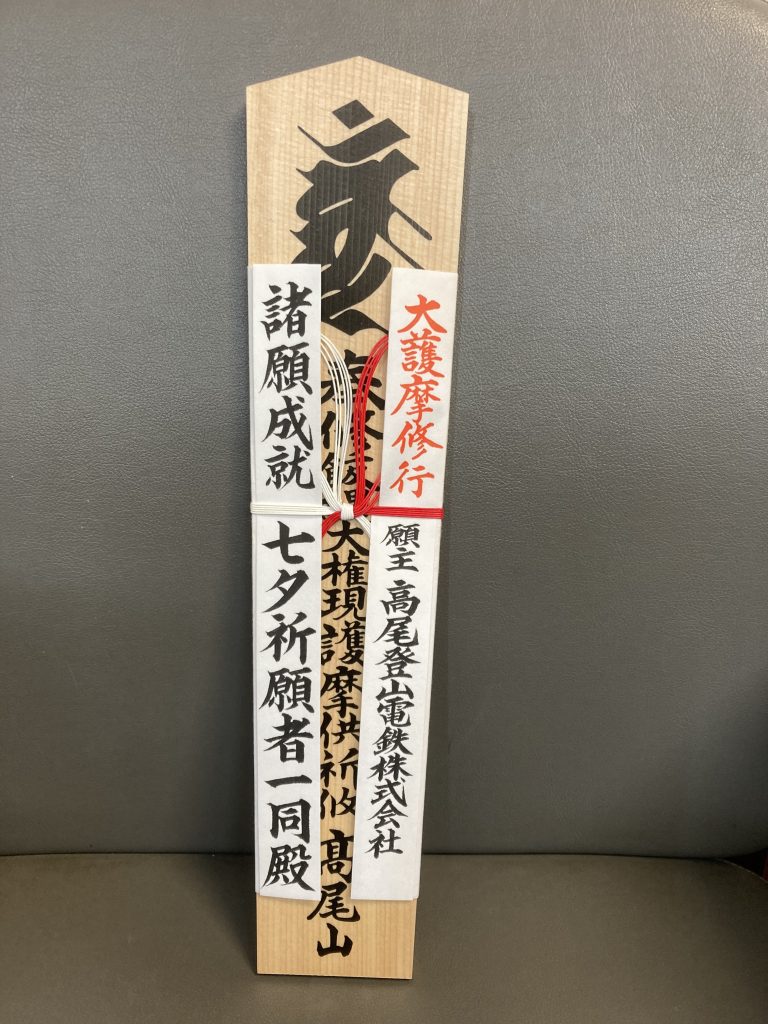 大護摩修行
願主 高尾登山電鉄株式会社
大権現護摩供祈攸 髙尾山
諸願成就 七夕祈願者一同殿